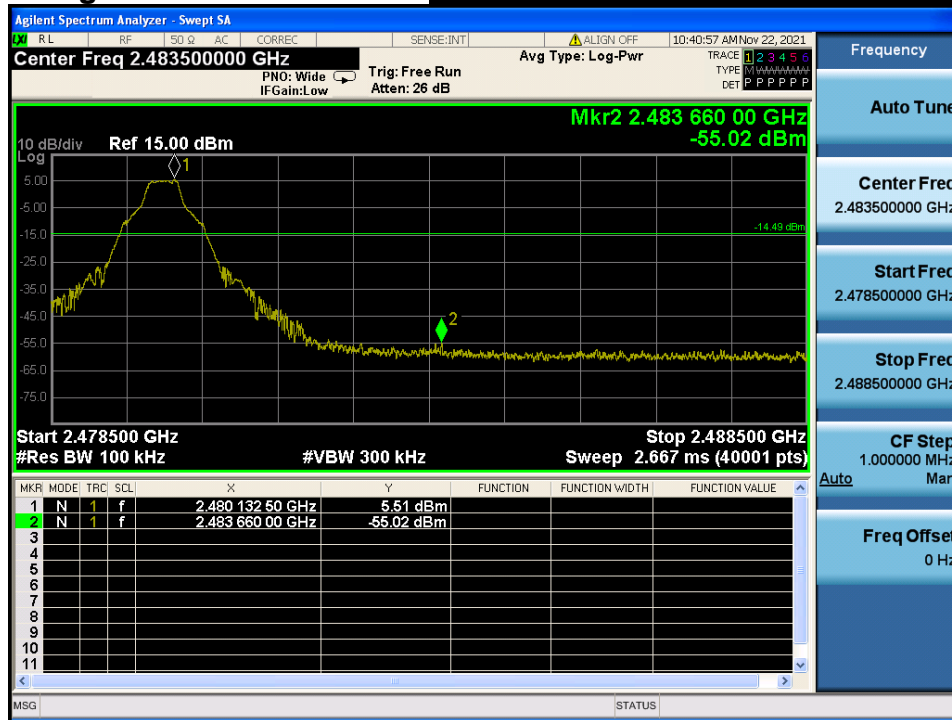 Agilent Spectrum Analyzer - Swept SA
LXI RL RF 50 Ω AC CORREC SENSE:INT ALIGN OFF 10:40:57 AM Nov 22, 2021
Center Freq 2.483500000 GHz
PNO: Wide
IFGain:Low
Trig: Free Run
Atten: 26 dB
Avg Type: Log-Pwr
TRACE 1 2 3 4 5 6
TYPE M WWWWW
DET P P P P P P
Mkr2 2.483 660 00 GHz
-55.02 dBm
10 dB/div Ref 15.00 dBm
Log
1
5.00
-5.00
-15.0
-14.49 dBm
-25.0
-35.0
-45.0
2
-55.0
-65.0
-75.0
Start 2.478500 GHz Stop 2.488500 GHz
#Res BW 100 kHz #VBW 300 kHz Sweep 2.667 ms (40001 pts)
MKR MODE TRC SCL X Y FUNCTION FUNCTION WIDTH FUNCTION VALUE
1 N 1 f 2.480 132 50 GHz 5.51 dBm
2 N 1 f 2.483 660 00 GHz -55.02 dBm
3
4
5
6
7
8
9
10
11
MSG STATUS
Frequency
Auto Tune
Center Freq
2.483500000 GHz
Start Freq
2.478500000 GHz
Stop Freq
2.488500000 GHz
CF Step
1.000000 MHz
Auto Man
Freq Offset
0 Hz